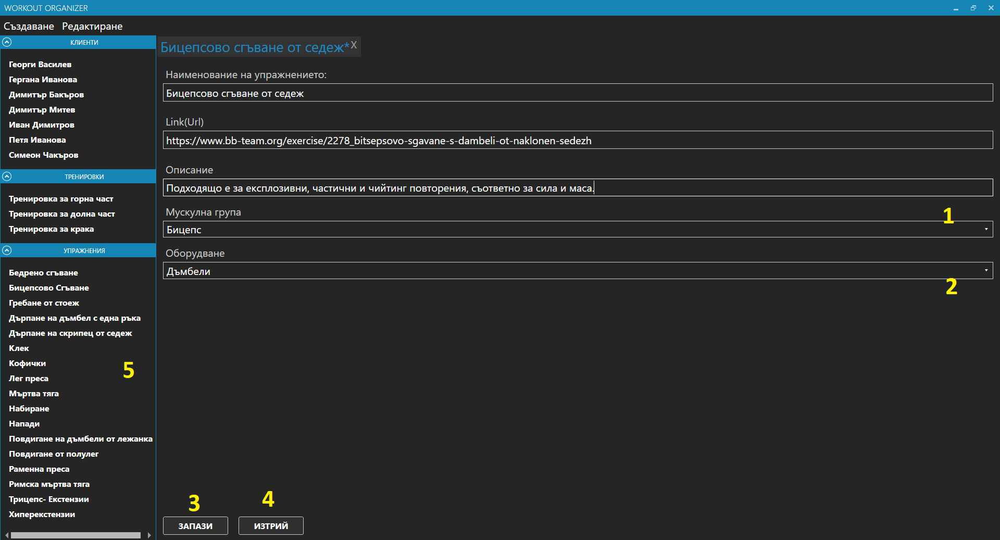 WORKOUT ORGANIZER
Създаване Редактиране
КЛИЕНТИ
Георги Василев
Гергана Иванова
Димитър Бакъров
Димитър Митев
Иван Димитров
Петя Иванова
Симеон Чакъров
ТРЕНИРОВКИ
Тренировка за горна част
Тренировка за долна част
Тренировка за крака
УПРАЖНЕНИЯ
Бедрено сгъване
Бицепсово Сгъване
Гребане от стоеж
Дърпане на дъмбел с една ръка
Дърпане на скрипец от седеж
Клек
Кофички
5
Лег преса
Мъртва тяга
Набиране
Напади
Повдигане на дъмбели от лежанка
Повдигане от полулег
Раменна преса
Римска мъртва тяга
Трицепс- Екстензии
Хиперекстензии
Бицепсово сгъване от седеж* X
Наименование на упражнението:
Бицепсово сгъване от седеж
Link(Url)
https://www.bb-team.org/exercise/2278_bitsepsovo-sgavane-s-dambeli-ot-naklonen-sedezh
Описание
Подходящо е за експлозивни, частични и чийтинг повторения, съответно за сила и маса.
Мускулна група
1
Бицепс
Оборудване
Дъмбели
2
3 4
ЗАПАЗИ ИЗТРИЙ